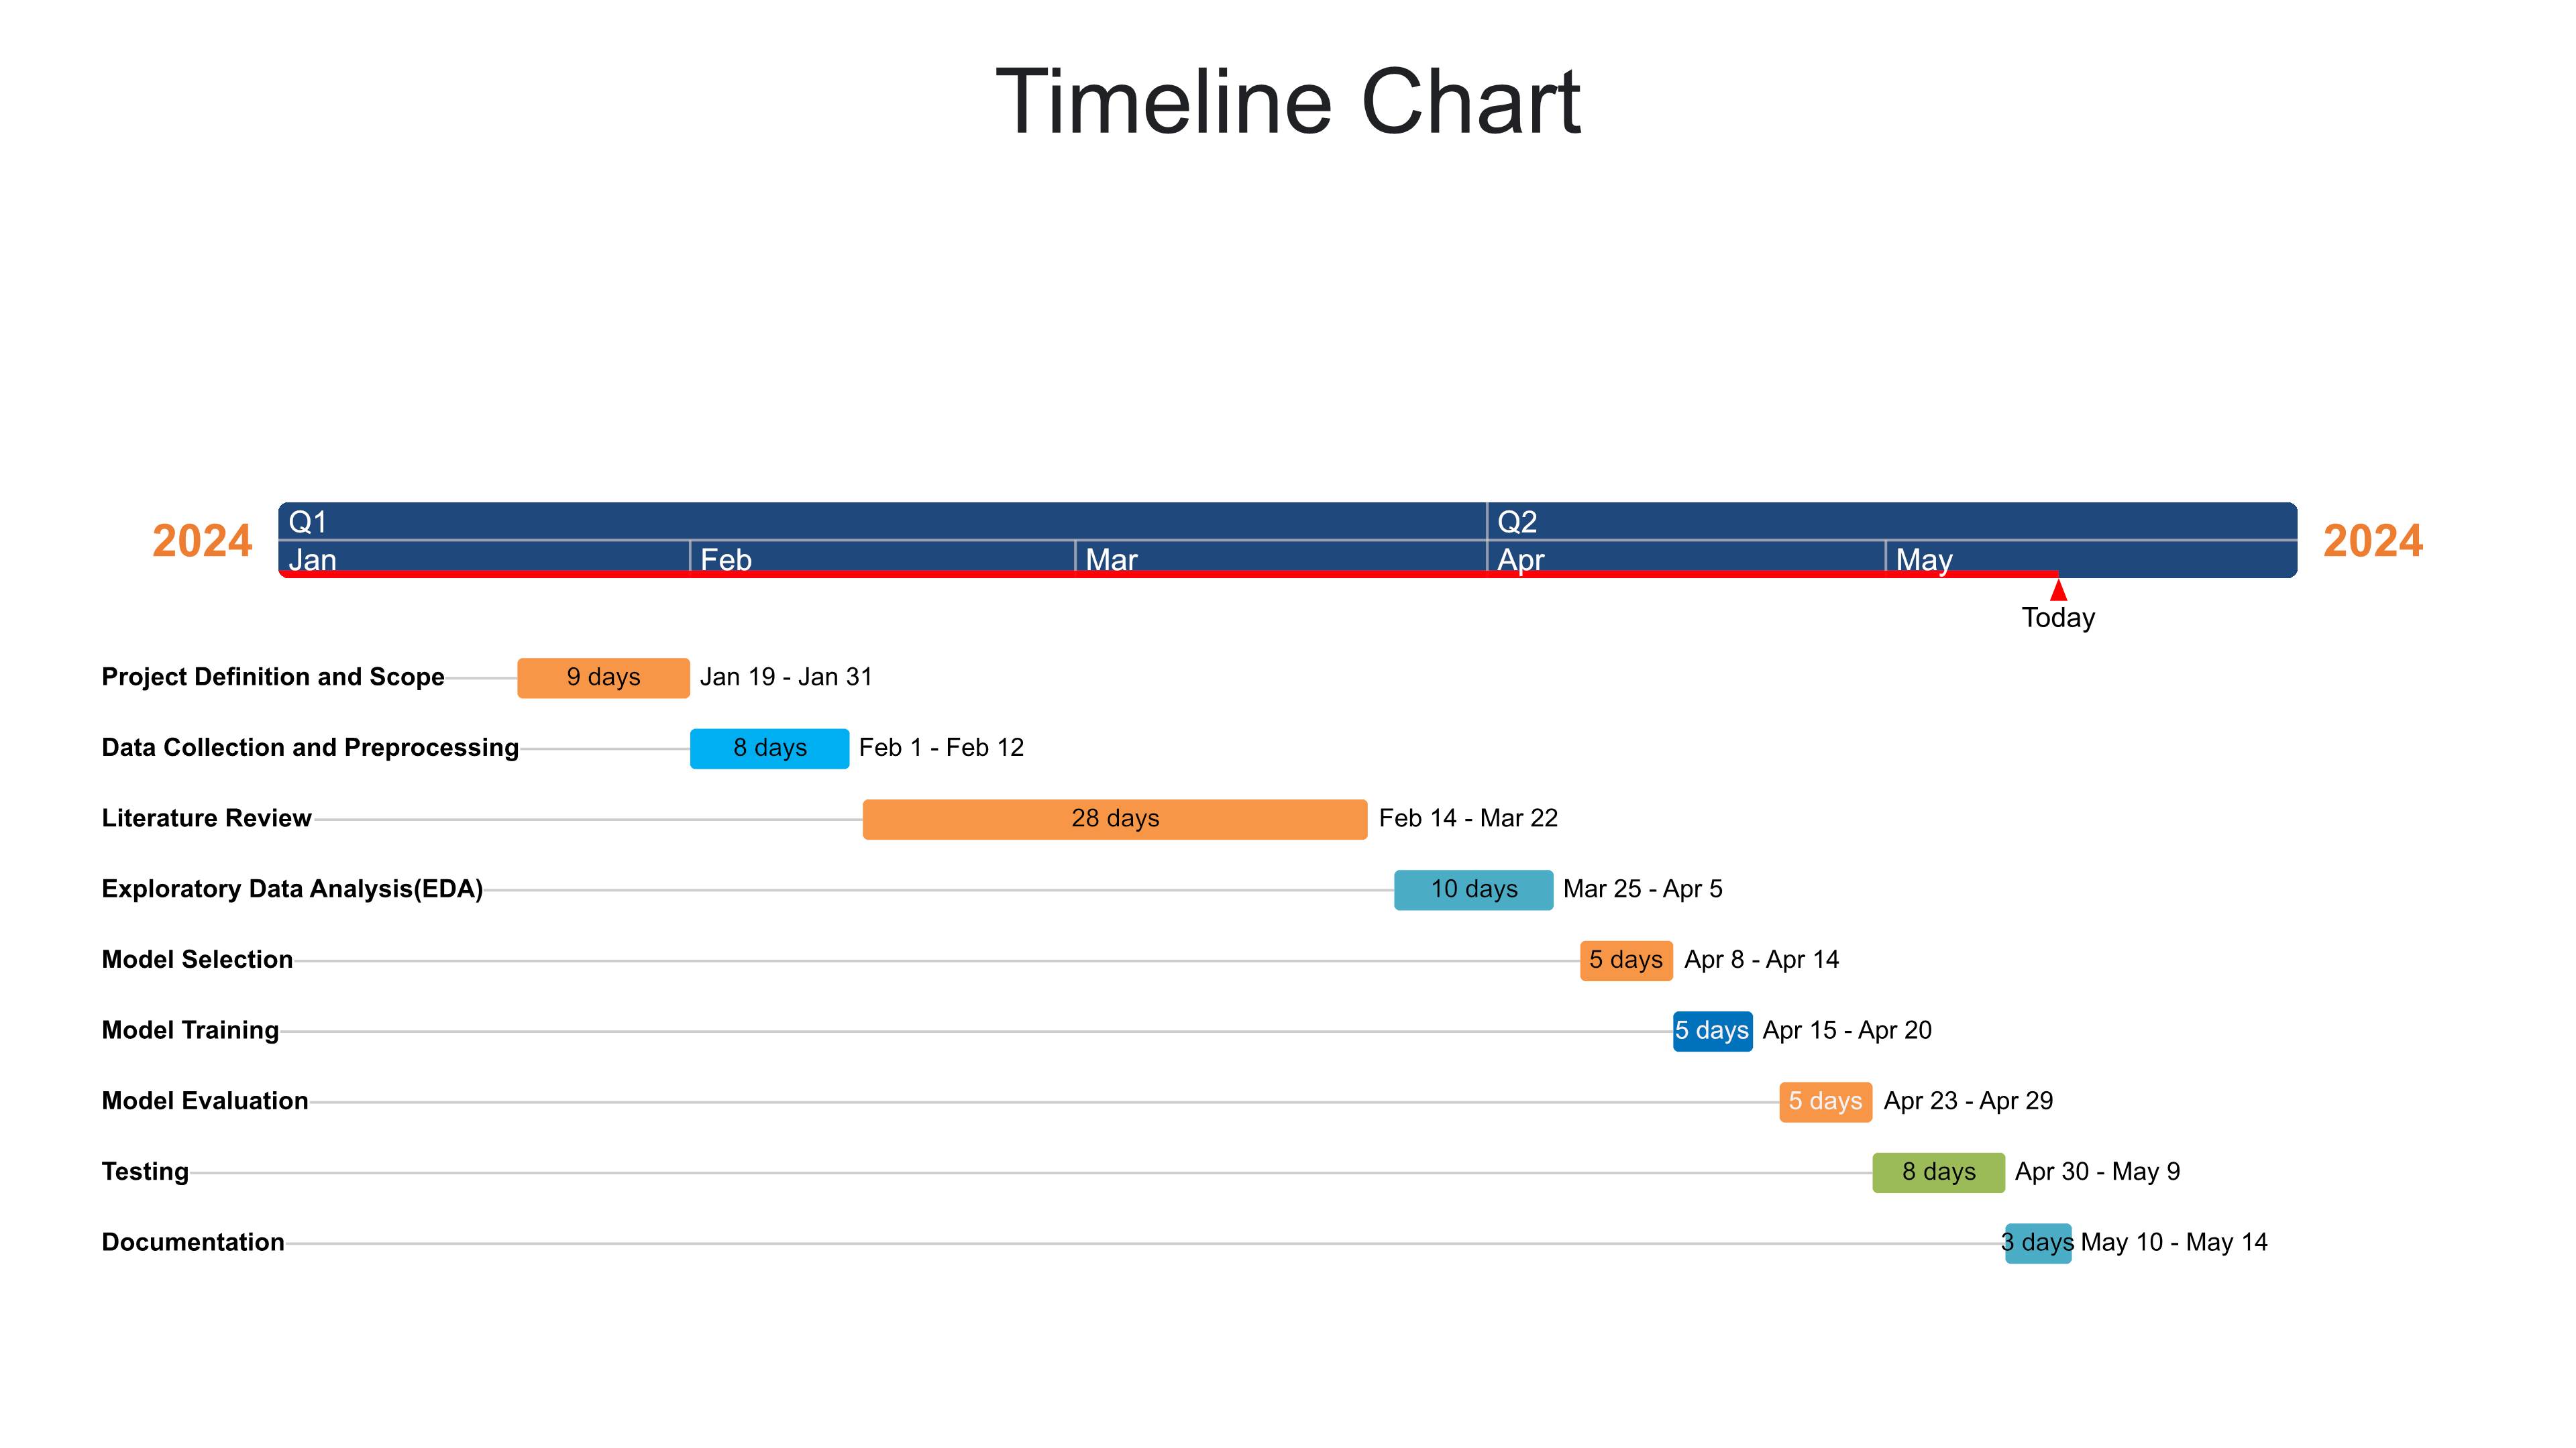 Timeline Chart
2024
Q1 Q2
2024
Jan Feb Mar Apr May
Today
Project Definition and Scope 9 days Jan 19 - Jan 31
Data Collection and Preprocessing 8 days Feb 1 - Feb 12
Literature Review 28 days Feb 14 - Mar 22
Exploratory Data Analysis(EDA) 10 days Mar 25 - Apr 5
Model Selection 5 days Apr 8 - Apr 14
Model Training 5 days Apr 15 - Apr 20
Model Evaluation 5 days Apr 23 - Apr 29
Testing 8 days Apr 30 - May 9
Documentation 3 days May 10 - May 14